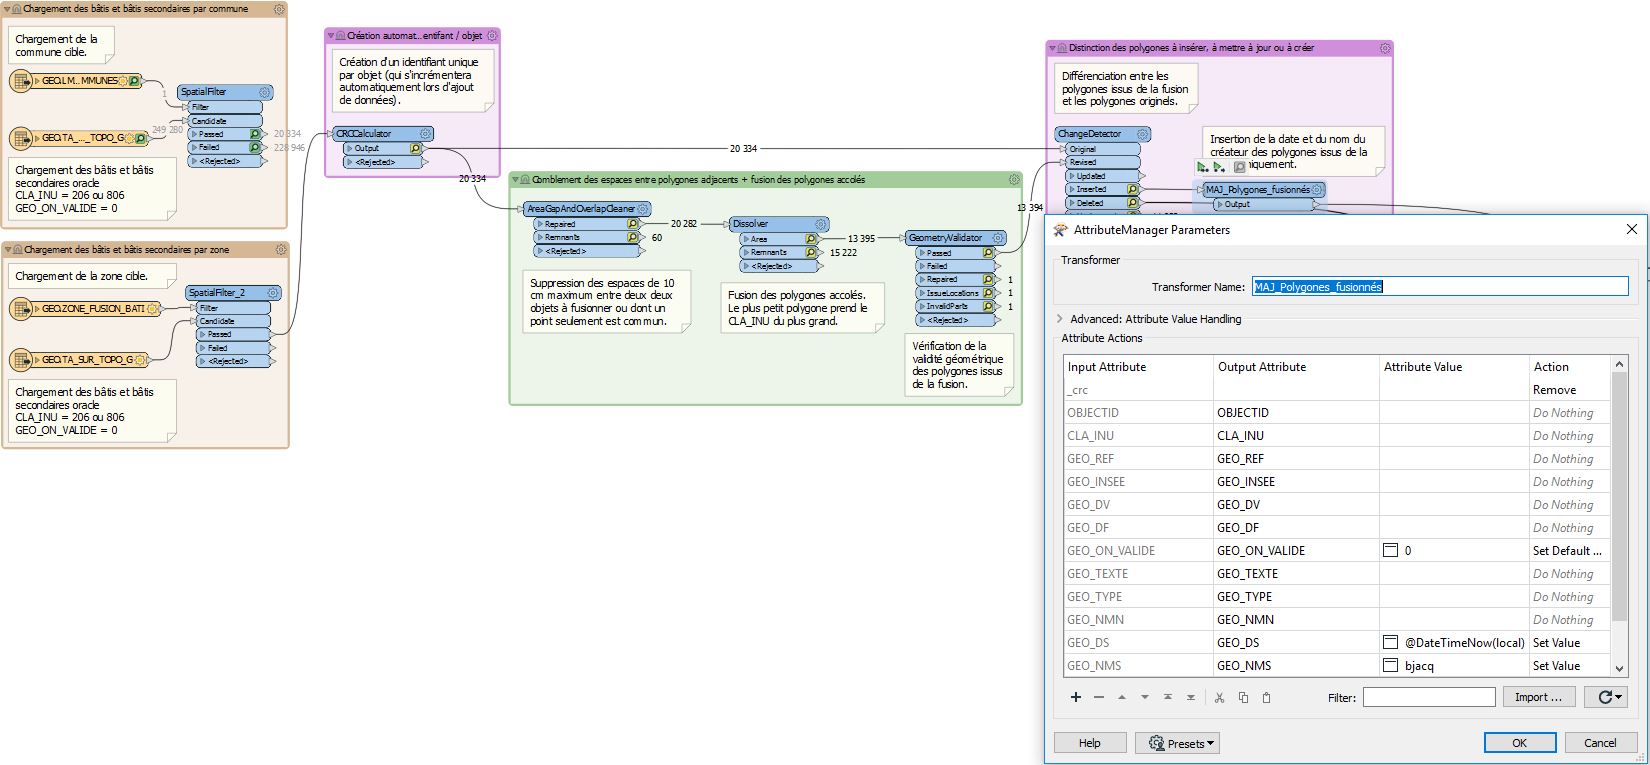 Chargement des bâtis et bâtis secondaires par commune
Chargement de la
commune cible.
GEO.LM...MMUNES
1
SpatialFilter
Filter
Candidate
Passed
20 334
Failed
228 946
<Rejected>
GEO.TA_..._TOPO_G
249 280
Chargement des bâtis et bâtis
secondaires oracle
CLA_INU = 206 ou 806
GEO_ON_VALIDE = 0
Chargement des bâtis et bâtis secondaires par zone
Chargement de la zone cible.
GEO.ZONE_FUSION_BATI
SpatialFilter_2
Filter
Candidate
Passed
Failed
<Rejected>
GEO.TA_SUR_TOPO_G
Chargement des bâtis et bâtis
secondaires oracle
CLA_INU = 206 ou 806
GEO_ON_VALIDE = 0
Création automat...entifant / objet
Création d'un identifiant unique
par objet (qui s'incrémentera
automatiquement lors d'ajout
de données).
CRCCalculator
Output
<Rejected>
20 334
20 334
Comblement des espaces entre polygones adjacents + fusion des polygones accolés
AreaGapAndOverlapCleaner
Repaired
20 282
Remnants
60
<Rejected>
Suppression des espaces de 10
cm maximum entre deux deux
objets à fusionner ou dont un
point seulement est commun.
Dissolver
Area
13 395
Remnants
15 222
<Rejected>
Fusion des polygones accolés.
Le plus petit polygone prend le
CLA_INU du plus grand.
GeometryValidator
Passed
Failed
Repaired
1
IssueLocations
1
InvalidParts
1
<Rejected>
13 394
Vérification de la
validité géométrique
des polygones issus
de la fusion.
Distinction des polygones à insérer, à mettre à jour ou à créer
Différenciation entre les
polygones issus de la fusion
et les polygones originels.
ChangeDetector
Original
Revised
Updated
Inserted
Deleted
Insertion de la date et du nom du
créateur des polygones issus de la
iquement.
MAJ_Polygones_fusionnés
Output
AttributeManager Parameters
Transformer
Transformer Name: MAJ_Polygones_fusionnés
Advanced: Attribute Value Handling
Attribute Actions
Input Attribute Output Attribute Attribute Value Action
_crc Remove
OBJECTID OBJECTID Do Nothing
CLA_INU CLA_INU Do Nothing
GEO_REF GEO_REF Do Nothing
GEO_INSEE GEO_INSEE Do Nothing
GEO_DV GEO_DV Do Nothing
GEO_DF GEO_DF Do Nothing
GEO_ON_VALIDE GEO_ON_VALIDE 0 Set Default ...
GEO_TEXTE GEO_TEXTE Do Nothing
GEO_TYPE GEO_TYPE Do Nothing
GEO_NMN GEO_NMN Do Nothing
GEO_DS GEO_DS @DateTimeNow(local) Set Value
GEO_NMS GEO_NMS bjacq Set Value
Filter: Import ...
Help Presets OK Cancel